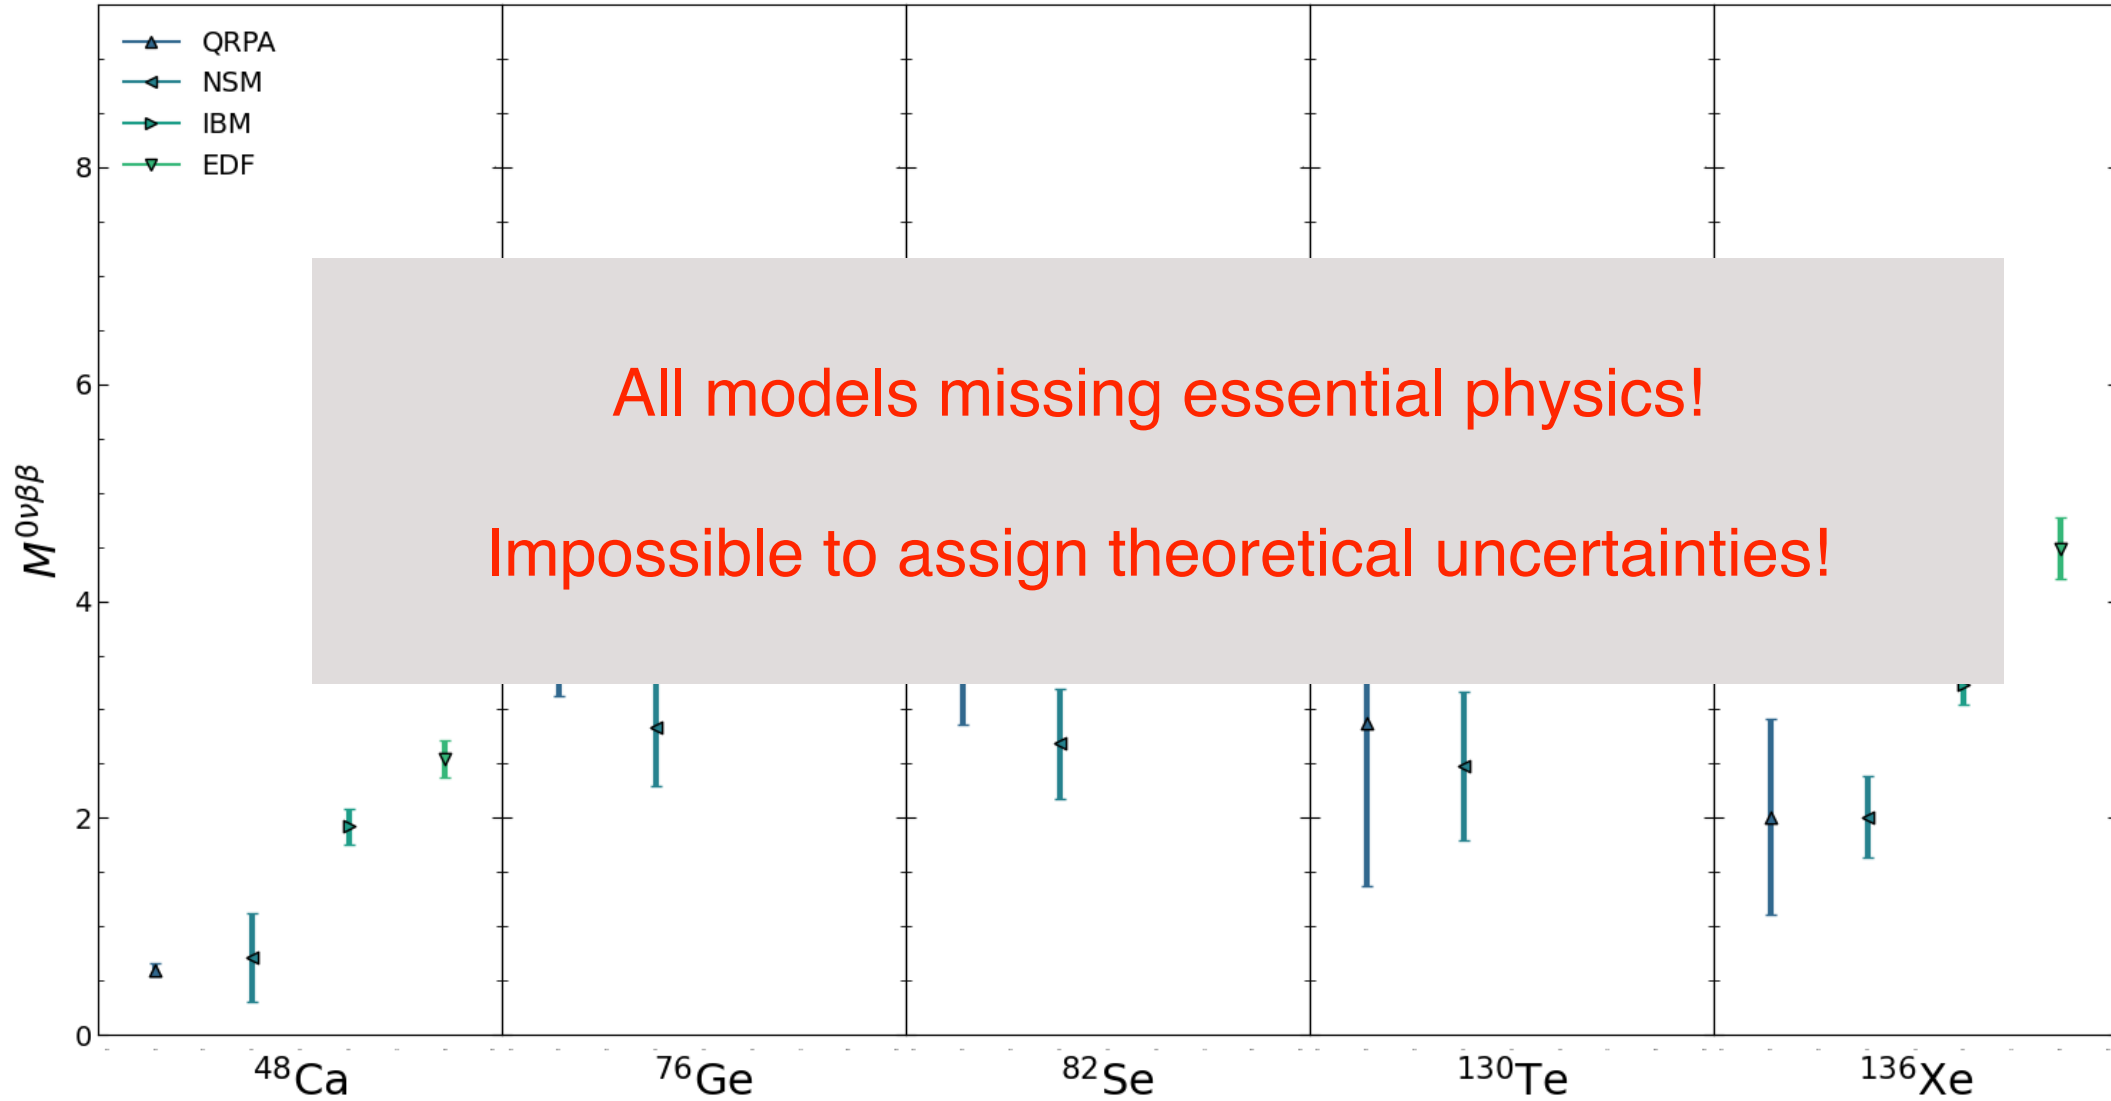 QRPA
NSM
IBM
EDF
8
6
4
2
0
M⁰νββ
All models missing essential physics!
Impossible to assign theoretical uncertainties!
⁴⁸Ca
⁷⁶Ge
⁸²Se
¹³⁰Te
¹³⁶Xe